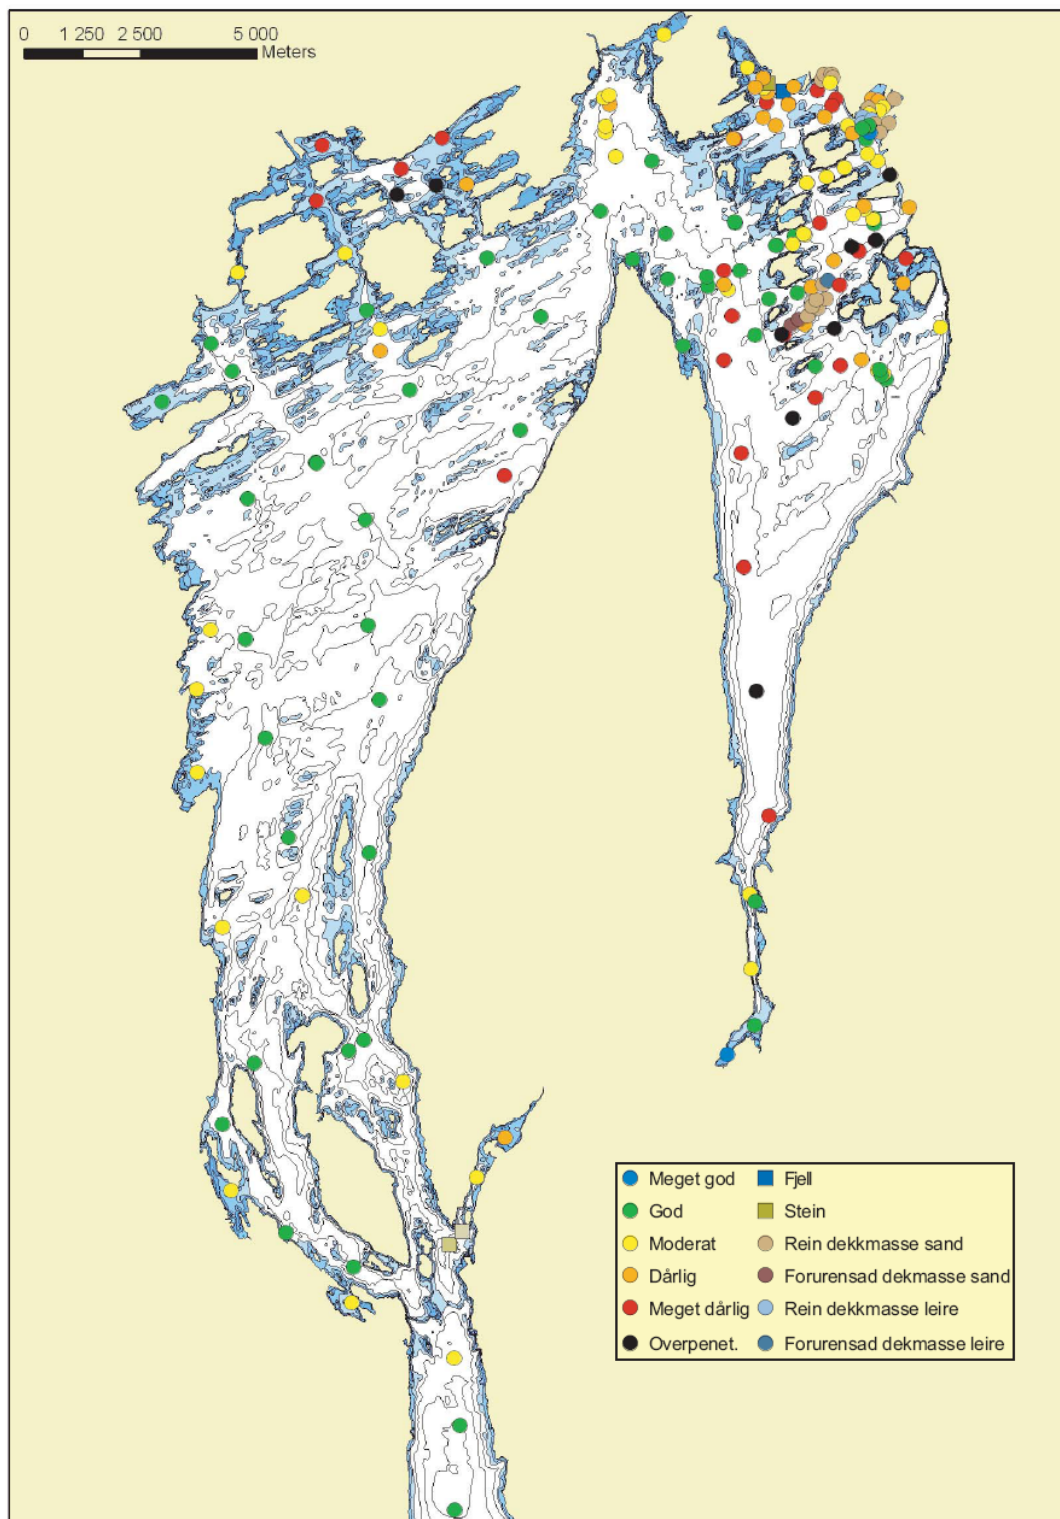 0 1 250 2 500 5 000
Meters
Meget god Fjell
God Stein
Moderat Rein dekkmasse sand
Dårlig Forurensad dekmasse sand
Meget dårlig Rein dekkmasse leire
Overpenet. Forurensad dekmasse leire